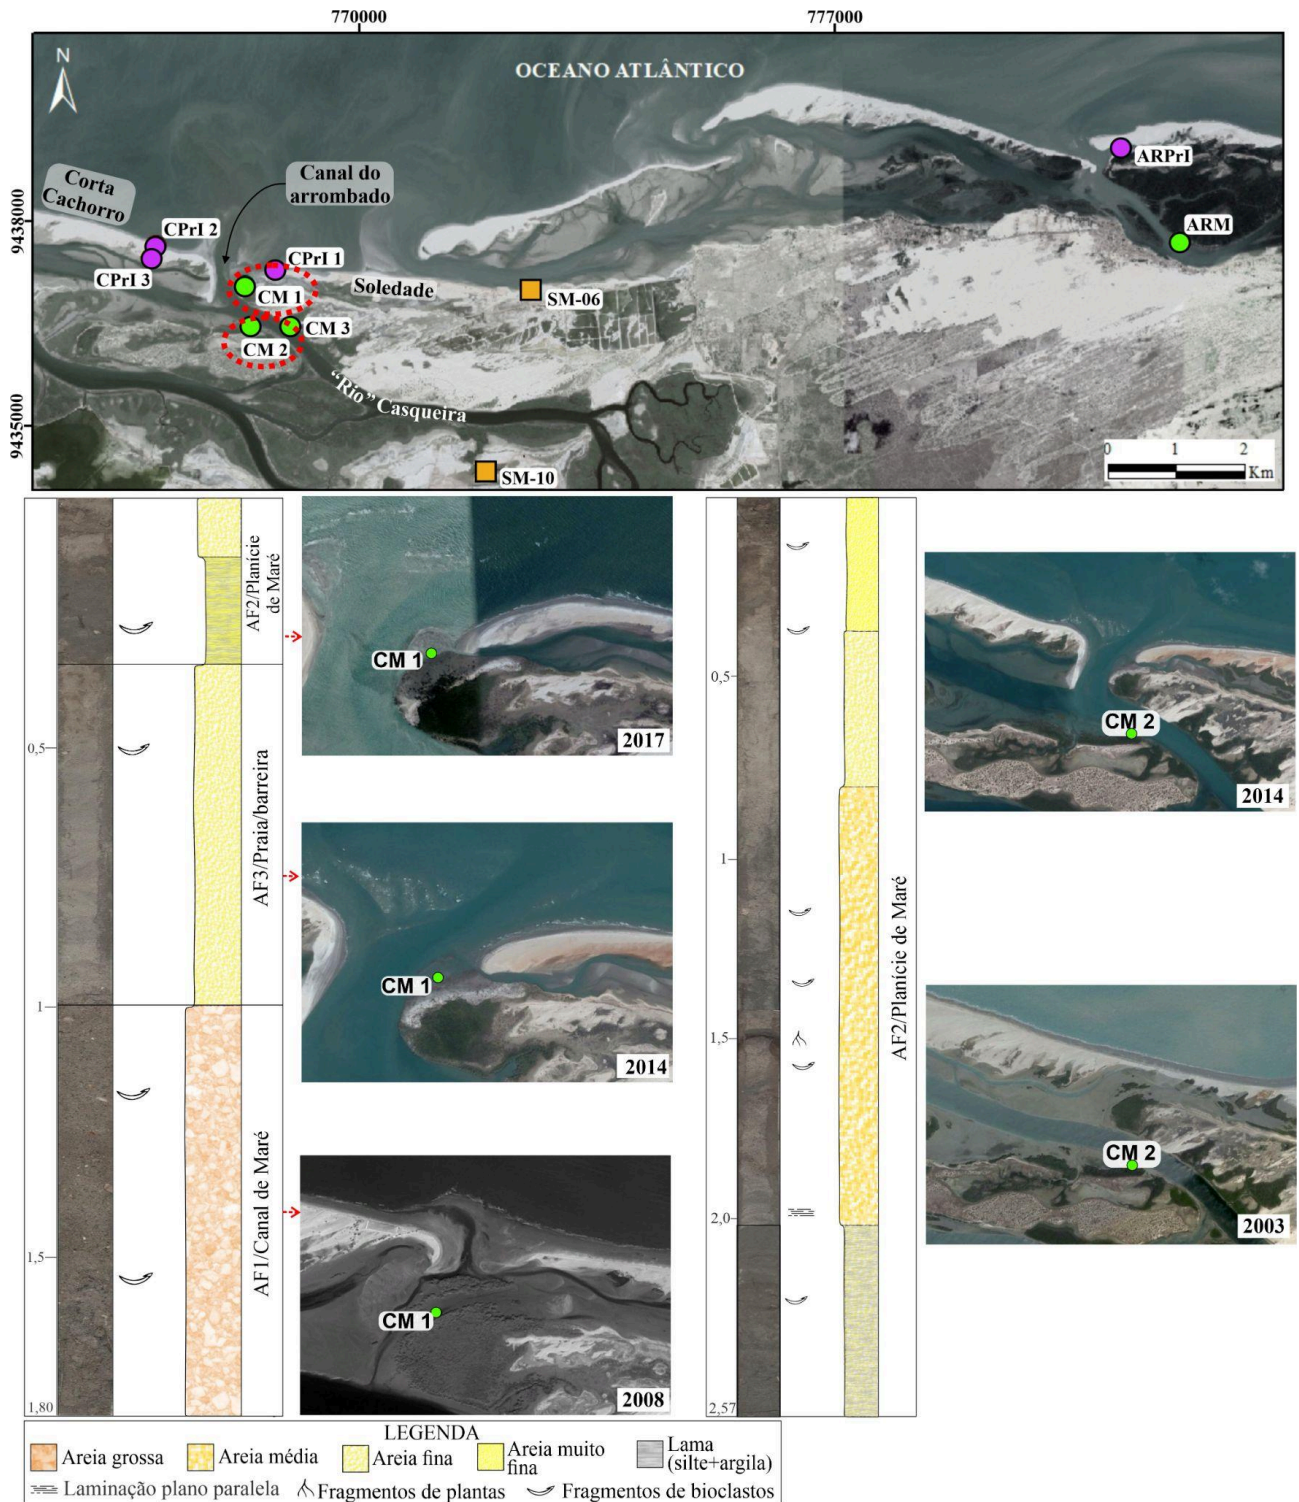 770000
777000
9438000
9435000
N
OCEANO ATLÂNTICO
Corta
Cachorro
Canal do
arrombado
CPrI 2
CPrI 3
CPrI 1
CM 1
CM 2
CM 3
Soledade
SM-06
"Rio" Casqueira
SM-10
ARPrI
ARM
0 1 2
Km
AF2/Planície
de Maré
AF3/Praia/barreira
AF1/Canal de Maré
0,5
1
1,5
1,80
CM 1
2017
CM 1
2014
CM 1
2008
0,5
1
1,5
2,0
2,57
AF2/Planície de Maré
CM 2
2014
CM 2
2003
LEGENDA
Areia grossa
Areia média
Areia fina
Areia muito
fina
Lama
(silte+argila)
Laminação plano paralela
Fragmentos de plantas
Fragmentos de bioclastos